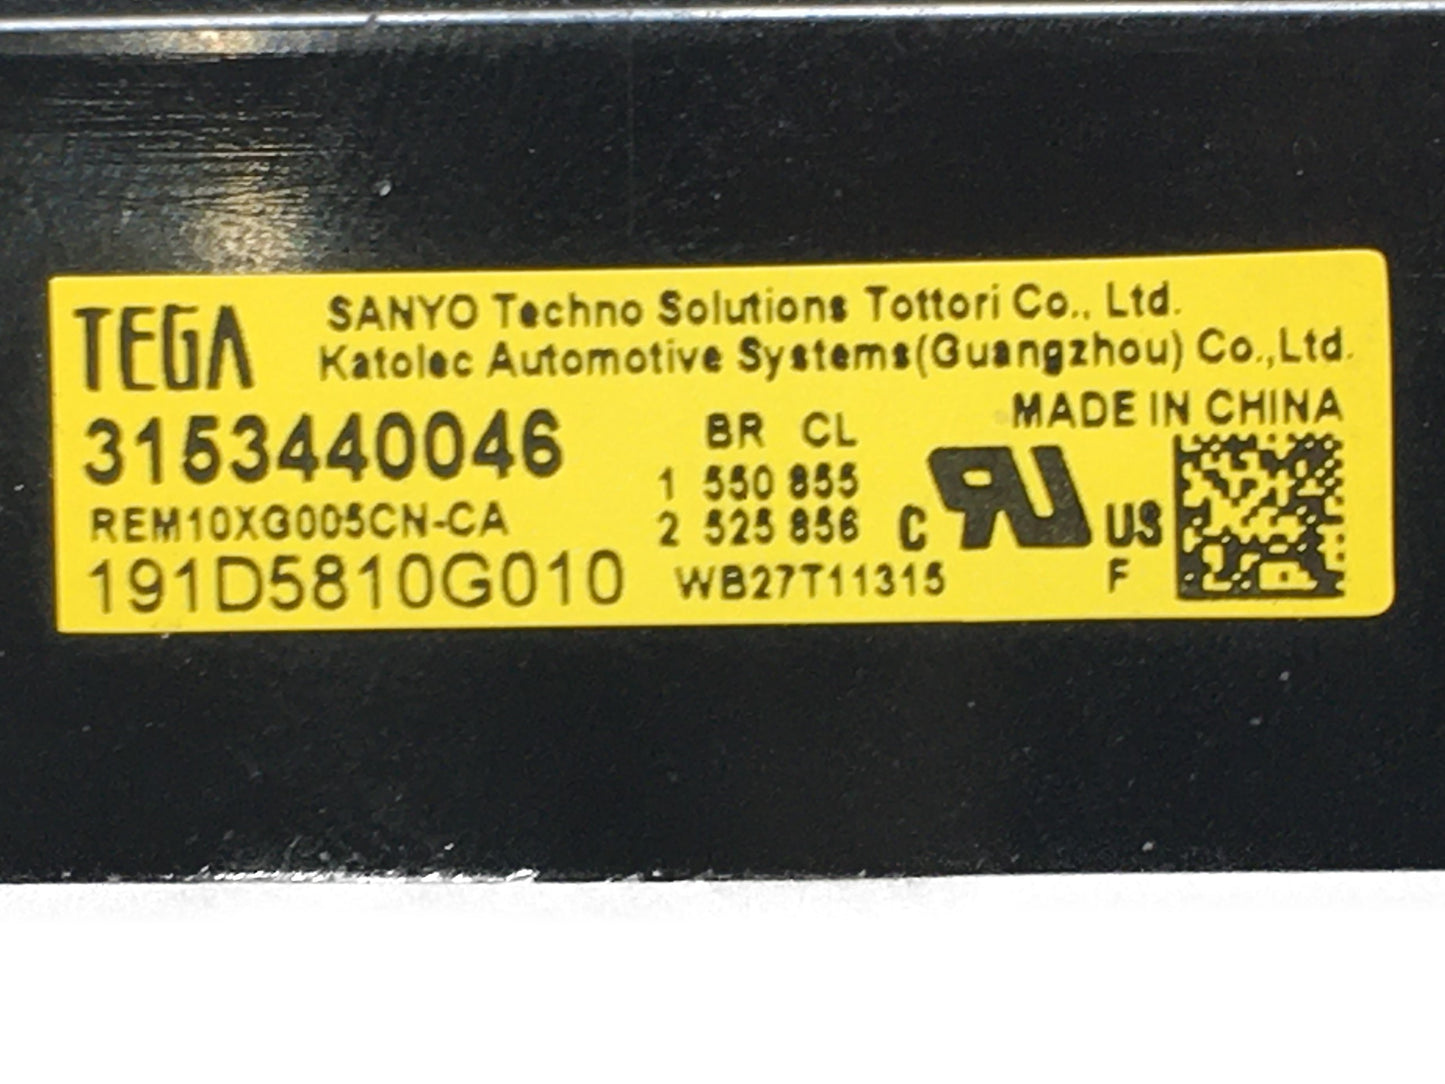 TEGA
SANYO Techno Solutions Tottori Co., Ltd.
Katolec Automotive Systems(Guangzhou) Co.,Ltd.
MADE IN CHINA
3153440046
REM10XG005CN-CA
191D5810G010
BR CL
1 550 855
2 525 856
WB27T11315
C RU US
F